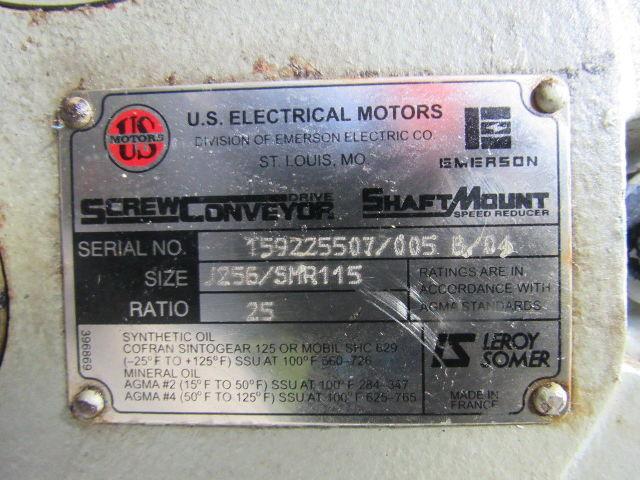 US
MOTORS
U.S. ELECTRICAL MOTORS
DIVISION OF EMERSON ELECTRIC CO.
ST. LOUIS, MO.
EMERSON
SCREW CONVEYOR DRIVE
SHAFT MOUNT
SPEED REDUCER
SERIAL NO. 159225507/005 B/04
SIZE J256/SMR115
RATIO 25
RATINGS ARE IN
ACCORDANCE WITH
AGMA STANDARDS.
396869
SYNTHETIC OIL
COFRAN SINTOGEAR 125 OR MOBIL SHC 629
(–25°F TO +125°F) SSU AT 100°F 560–726
MINERAL OIL
AGMA #2 (15°F TO 50°F) SSU AT 100°F 284–347
AGMA #4 (50°F TO 125°F) SSU AT 100°F 625–765
LEROY
SOMER
MADE IN
FRANCE